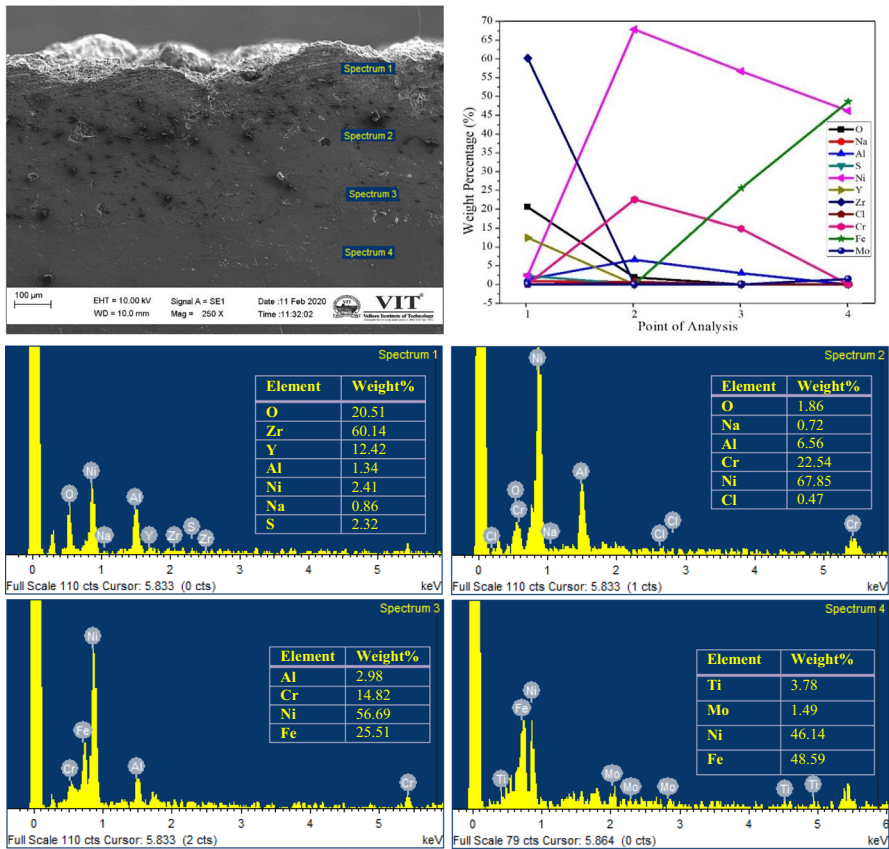 Spectrum 1
Spectrum 2
Spectrum 3
Spectrum 4
100 µm
EHT = 10.00 kV
Signal A = SE1
Date :11 Feb 2020
WD = 10.0 mm
Mag = 250 X
Time :11:32:02
VIT®
Vellore Institute of Technology
Weight Percentage (%)
70
65
60
55
50
45
40
35
30
25
20
15
10
5
0
-5
O
Na
Al
S
Ni
Y
Zr
Cl
Cr
Fe
Mo
1 2 3 4
Point of Analysis
Spectrum 1
Element Weight%
O 20.51
Zr 60.14
Y 12.42
Al 1.34
Ni 2.41
Na 0.86
S 2.32
O Ni Na Al Y Zr S Zr
0 1 2 3 4 5
Full Scale 110 cts Cursor: 5.833 (0 cts) keV
Spectrum 2
Element Weight%
O 1.86
Na 0.72
Al 6.56
Cr 22.54
Ni 67.85
Cl 0.47
Cl O Cr Ni Na Al Cl Cl Cr
0 1 2 3 4 5
Full Scale 110 cts Cursor: 5.833 (1 cts) keV
Spectrum 3
Element Weight%
Al 2.98
Cr 14.82
Ni 56.69
Fe 25.51
Cr Fe Ni Al Cr
0 1 2 3 4 5
Full Scale 110 cts Cursor: 5.833 (2 cts) keV
Spectrum 4
Element Weight%
Ti 3.78
Mo 1.49
Ni 46.14
Fe 48.59
Ti Fe Ni Mo Mo Mo Ti Ti
0 1 2 3 4 5 6
Full Scale 79 cts Cursor: 5.864 (0 cts) keV